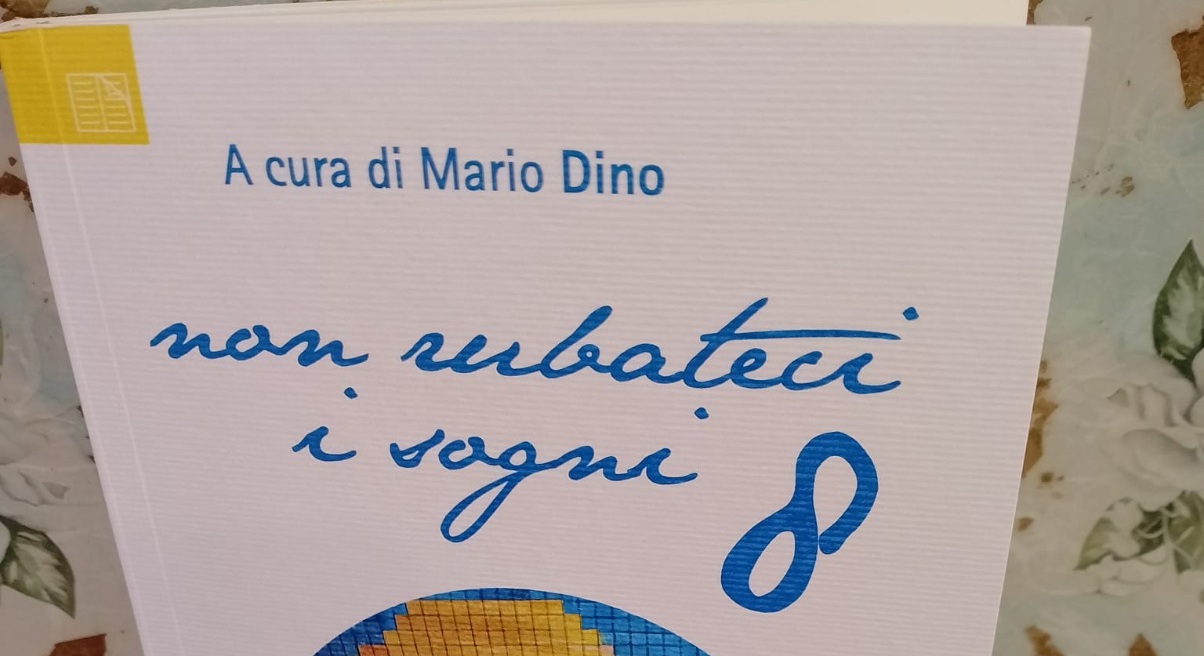 A cura di Mario Dino
non rubateci
i sogni
8